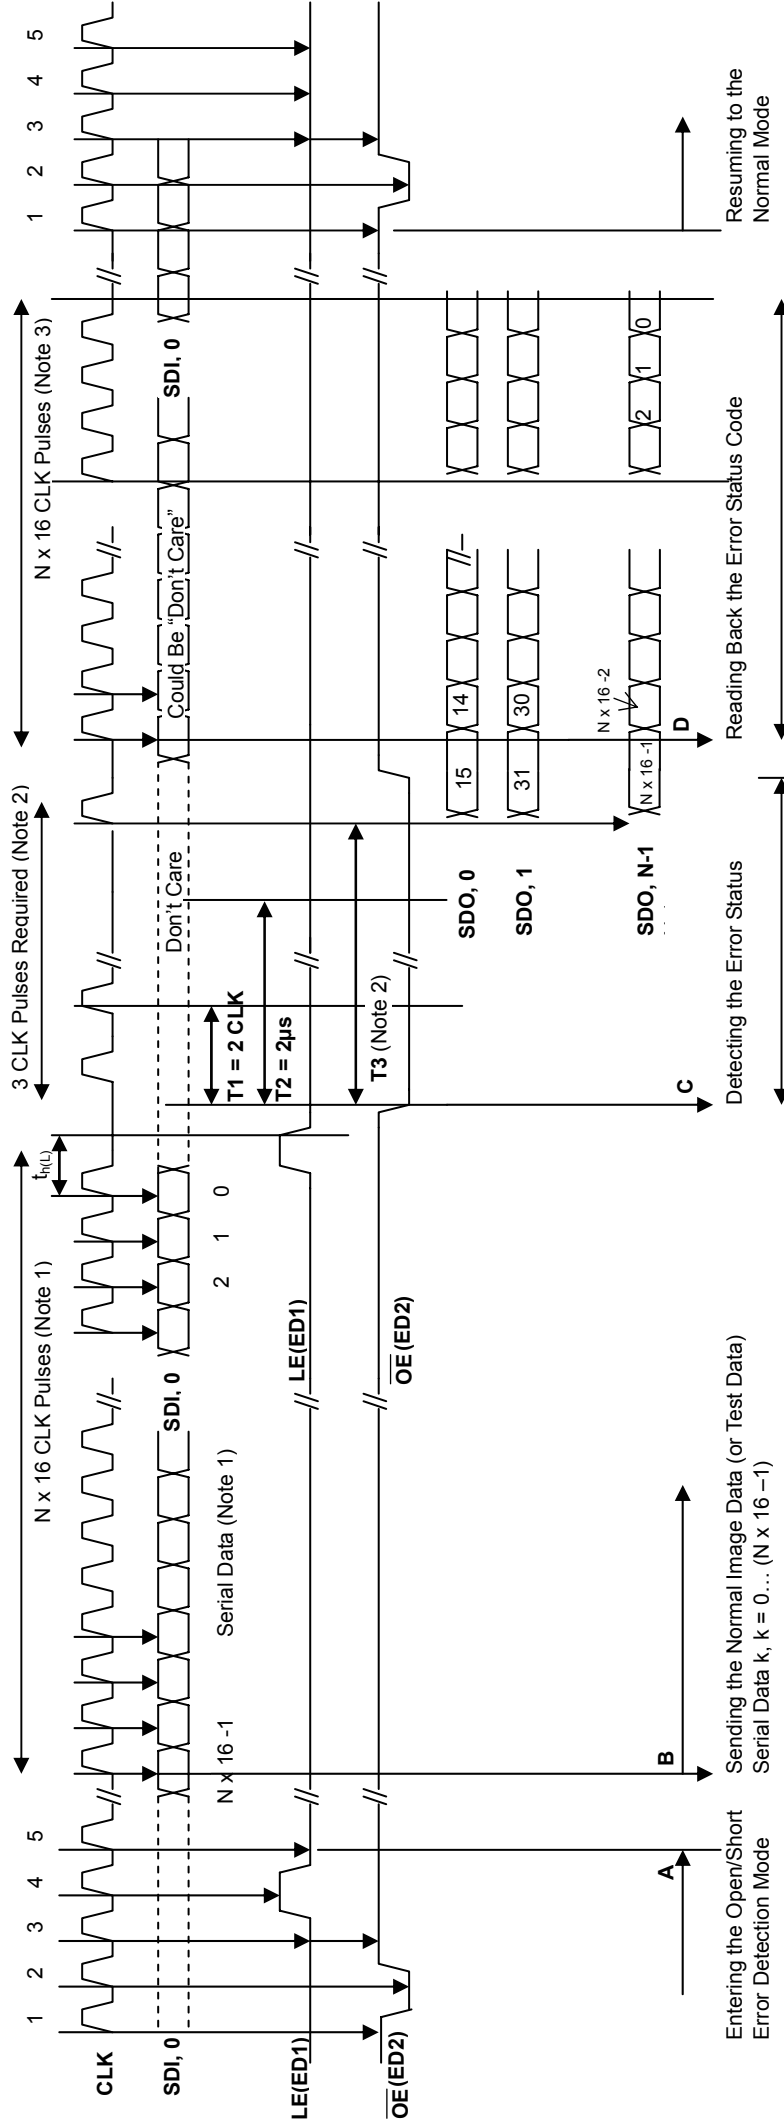 1 2 3 4 5
N x 16 CLK Pulses (Note 1)
3 CLK Pulses Required (Note 2)
N x 16 CLK Pulses (Note 3)
1 2 3 4 5
CLK
th(L)
SDI, 0
SDI, 0
Don't Care
Could Be "Don't Care"
SDI, 0
N x 16 -1
Serial Data (Note 1)
2 1 0
T1 = 2 CLK
T2 = 2µs
T3 (Note 2)
LE(ED1)
LE(ED1)
OE(ED2)
OE(ED2)
SDO, 0
15 14
SDO, 1
31 30
SDO, N-1
N x 16 -1
N x 16 -2
2 1 0
A
B
C
D
Entering the Open/Short
Error Detection Mode
Sending the Normal Image Data (or Test Data)
Serial Data k, k = 0… (N x 16 –1)
Detecting the Error Status
Reading Back the Error Status Code
Resuming to the
Normal Mode